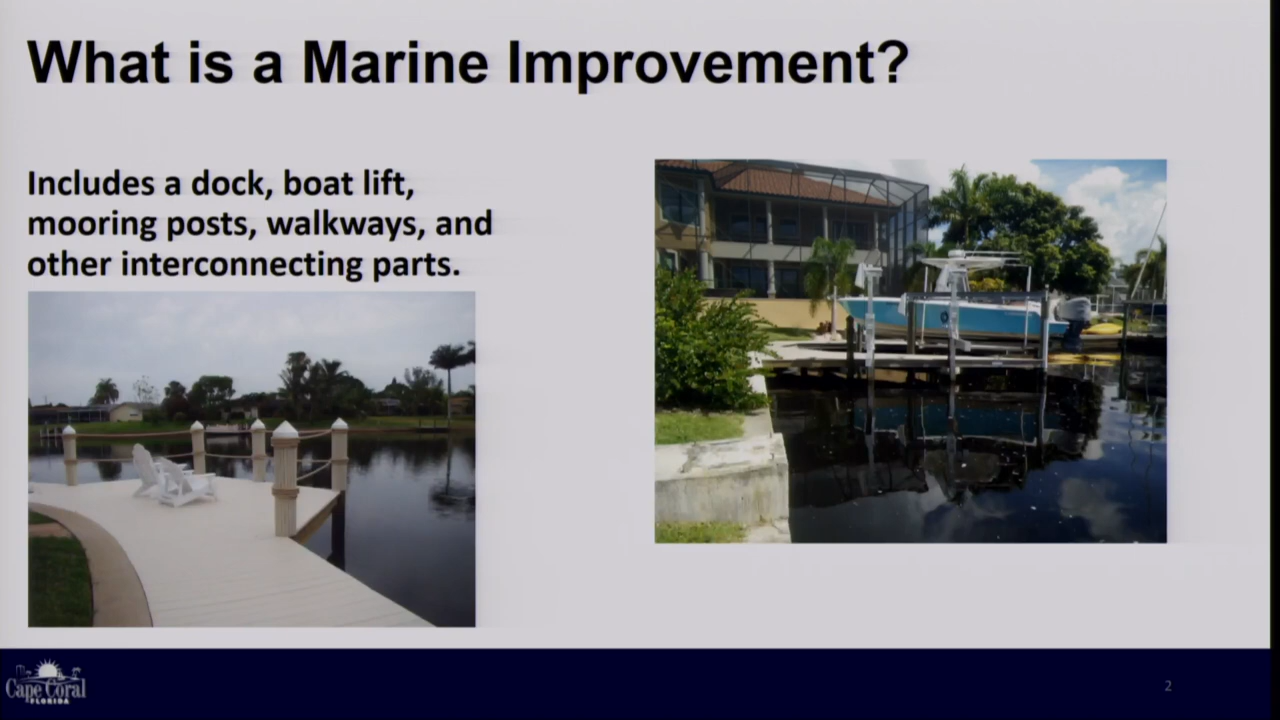 What is a Marine Improvement?
Includes a dock, boat lift,
mooring posts, walkways, and
other interconnecting parts.
Cape Coral
FLORIDA
2